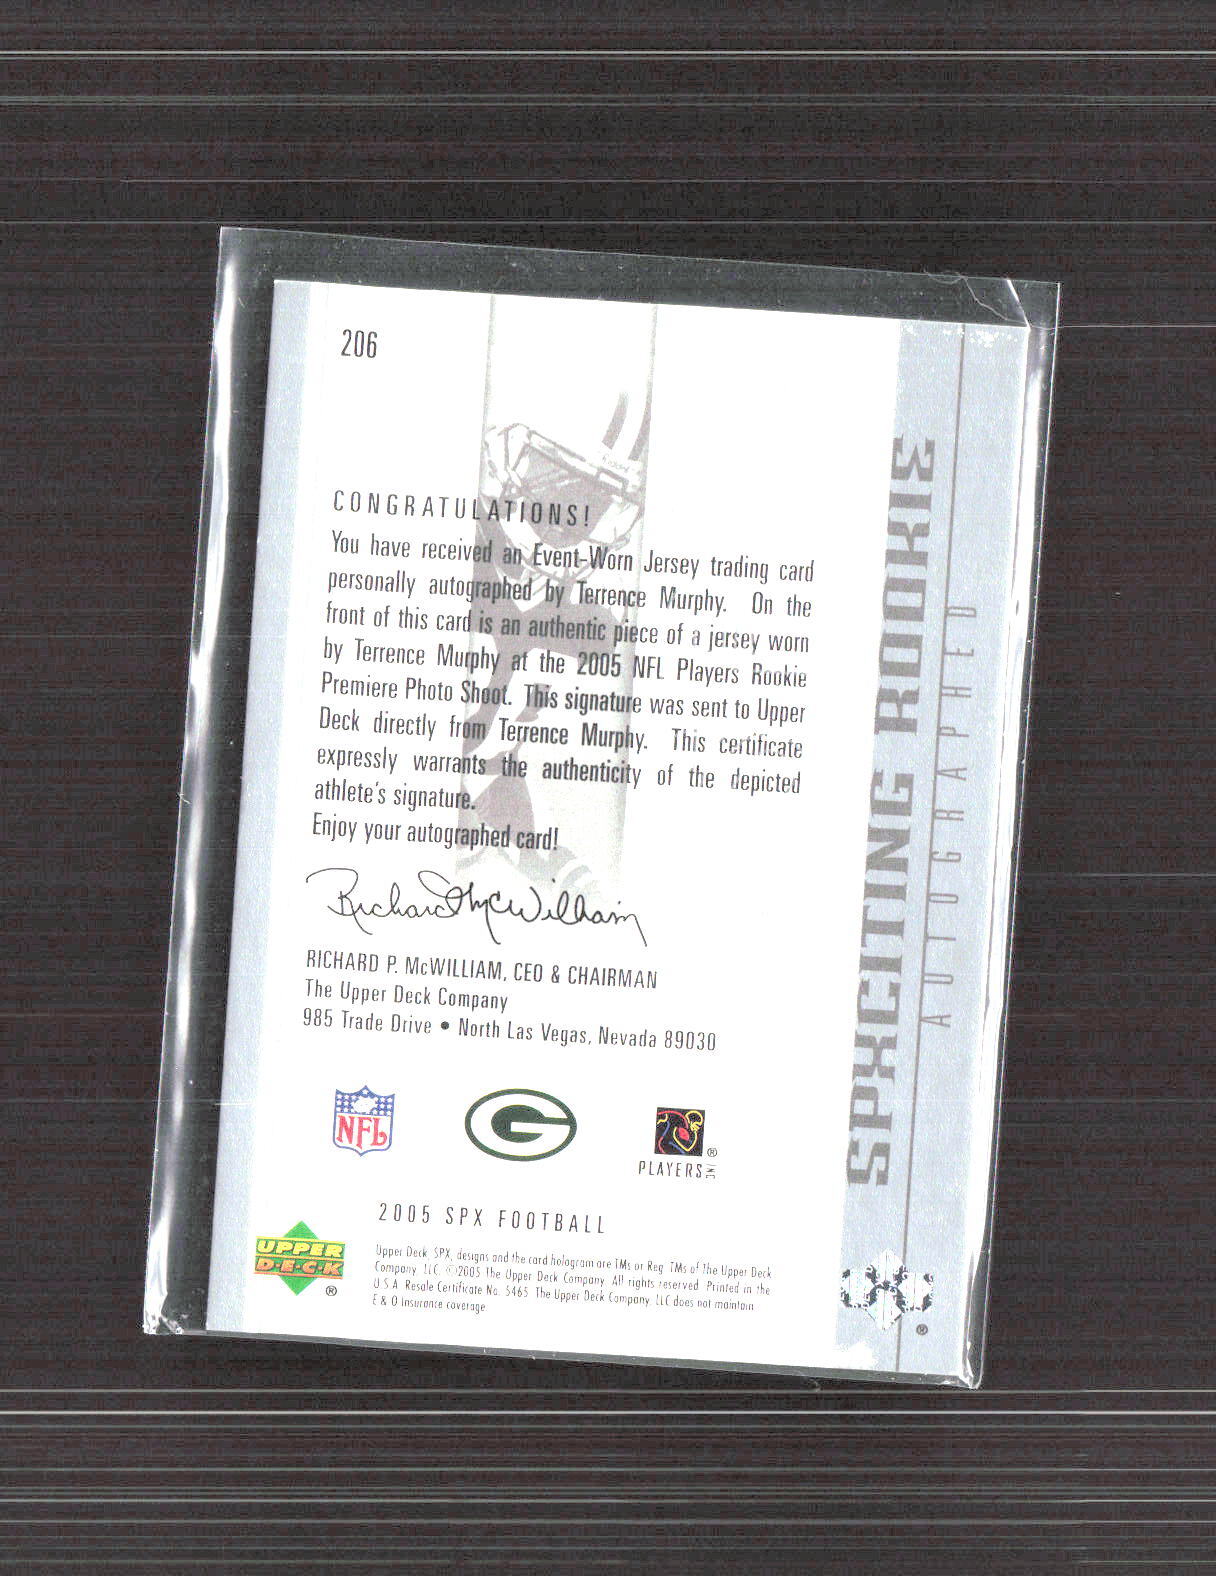 206
CONGRATULATIONS!
You have received an Event-Worn Jersey trading card
personally autographed by Terrence Murphy. On the
front of this card is an authentic piece of a jersey worn
by Terrence Murphy at the 2005 NFL Players Rookie
Premiere Photo Shoot. This signature was sent to Upper
Deck directly from Terrence Murphy. This certificate
expressly warrants the authenticity of the depicted
athlete's signature.
Enjoy your autographed card!
Richard McWilliam
RICHARD P. McWILLIAM, CEO & CHAIRMAN
The Upper Deck Company
985 Trade Drive • North Las Vegas, Nevada 89030
NFL
G
PLAYERS INC
®
2005 SPX FOOTBALL
UPPER
D·E·C·K
®
Upper Deck, SPX, designs and the card hologram are TMs or Reg. TMs of The Upper Deck
Company, LLC. ©2005 The Upper Deck Company. All rights reserved. Printed in the
U.S.A. Resale Certificate No. 5465. The Upper Deck Company, LLC does not maintain
E & O Insurance coverage.
SPXCITING ROOKIE
AUTOGRAPHED
®